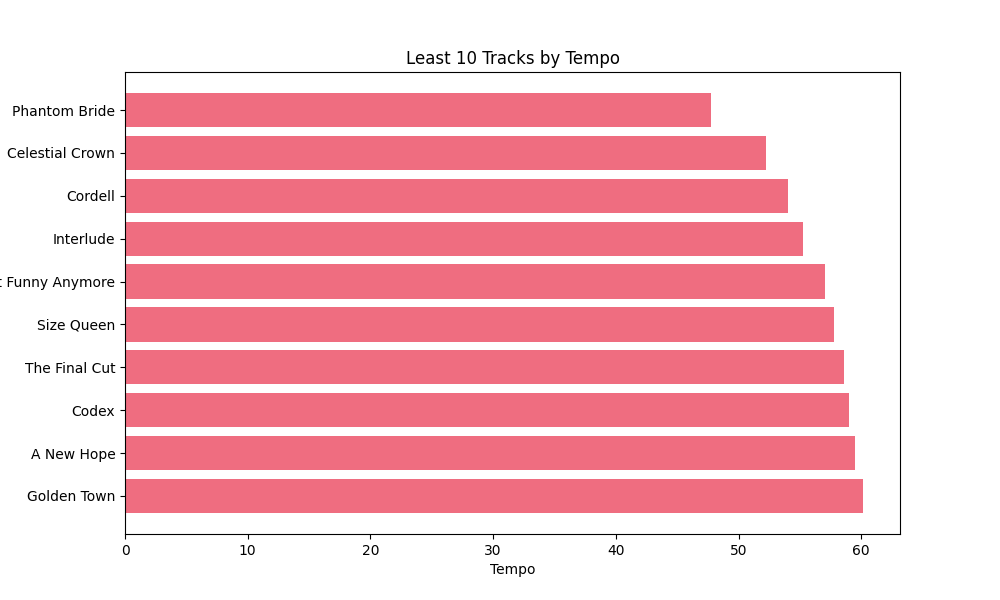 Least 10 Tracks by Tempo
Phantom Bride
Celestial Crown
Cordell
Interlude
Funny Anymore
Size Queen
The Final Cut
Codex
A New Hope
Golden Town
0 10 20 30 40 50 60
Tempo